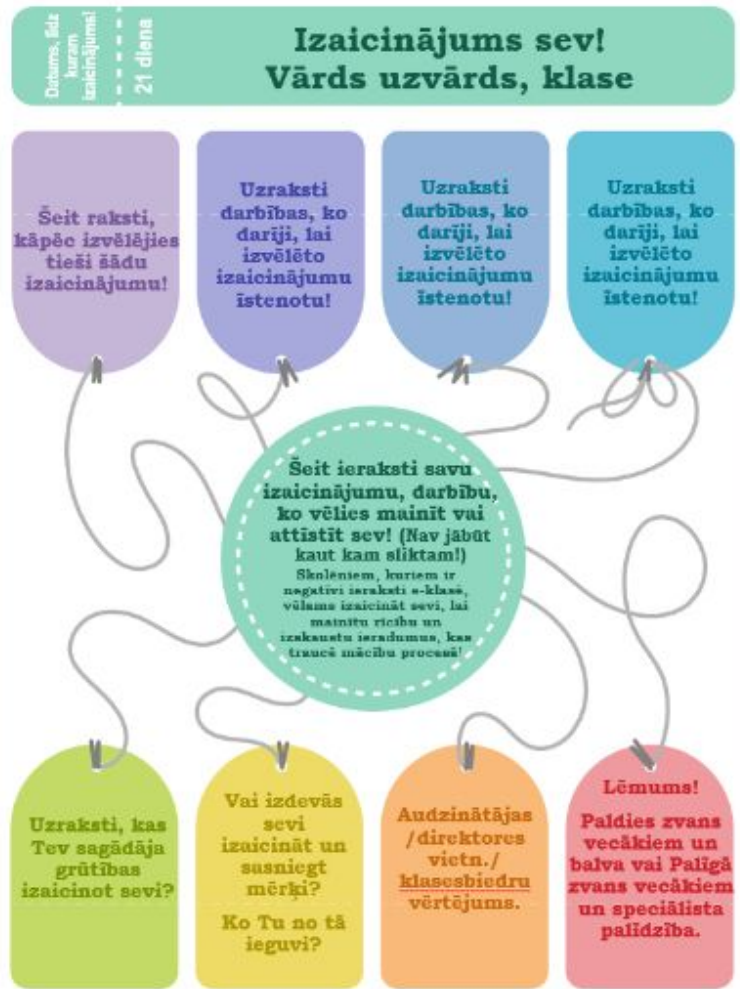 Datums, līdz
kuram
izaicinājums!
21 diena
Izaicinājums sev!
Vārds uzvārds, klase
Šeit raksti,
kāpēc izvēlējies
tieši šādu
izaicinājumu!
Uzraksti
darbības, ko
darīji, lai
izvēlēto
izaicinājumu
īstenotu!
Uzraksti
darbības, ko
darīji, lai
izvēlēto
izaicinājumu
īstenotu!
Uzraksti
darbības, ko
darīji, lai
izvēlēto
izaicinājumu
īstenotu!
Šeit ieraksti savu
izaicinājumu, darbību,
ko vēlies mainīt vai
attīstīt sev! (Nav jābūt
kaut kam sliktam!)
Skolēniem, kuriem ir
negatīvi ieraksti e-klasē,
vēlams izaicināt sevi, lai
mainītu rīcību un
izskaustu ieradumus, kas
traucē mācību procesā!
Uzraksti, kas
Tev sagādāja
grūtības
izaicinot sevi?
Vai izdevās
sevi
izaicināt un
sasniegt
mērķi?
Ko Tu no tā
ieguvi?
Audzinātājas
/direktores
vietn./
klasesbiedru
vērtējums.
Lēmums!
Paldies zvans
vecākiem un
balva vai Palīgā
zvans vecākiem
un speciālista
palīdzība.